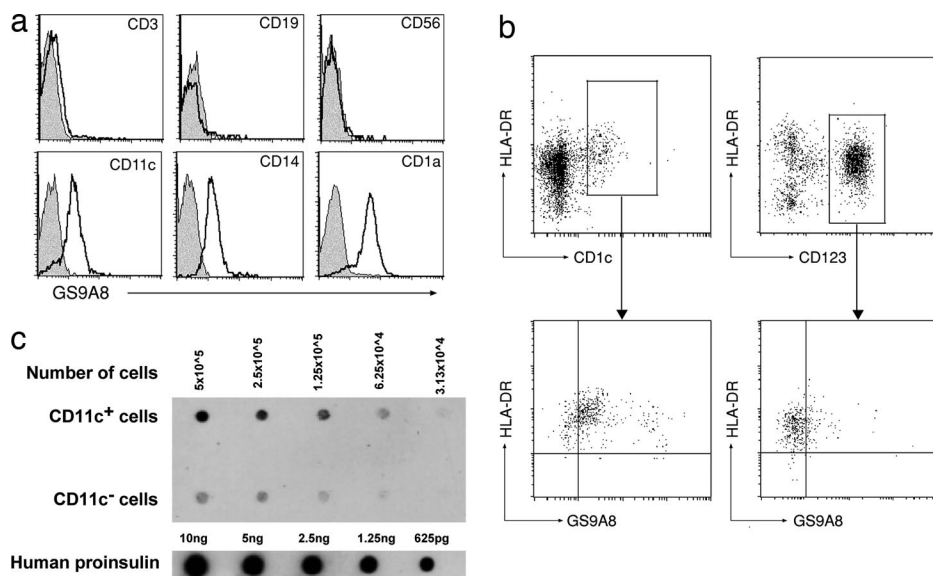 a
CD3
CD19
CD56
CD11c
CD14
CD1a
GS9A8
b
HLA-DR
CD1c
HLA-DR
CD123
HLA-DR
GS9A8
HLA-DR
GS9A8
c
Number of cells
5x10^5
2.5x10^5
1.25x10^5
6.25x10^4
3.13x10^4
CD11c+ cells
CD11c- cells
10ng 5ng 2.5ng 1.25ng 625pg
Human proinsulin